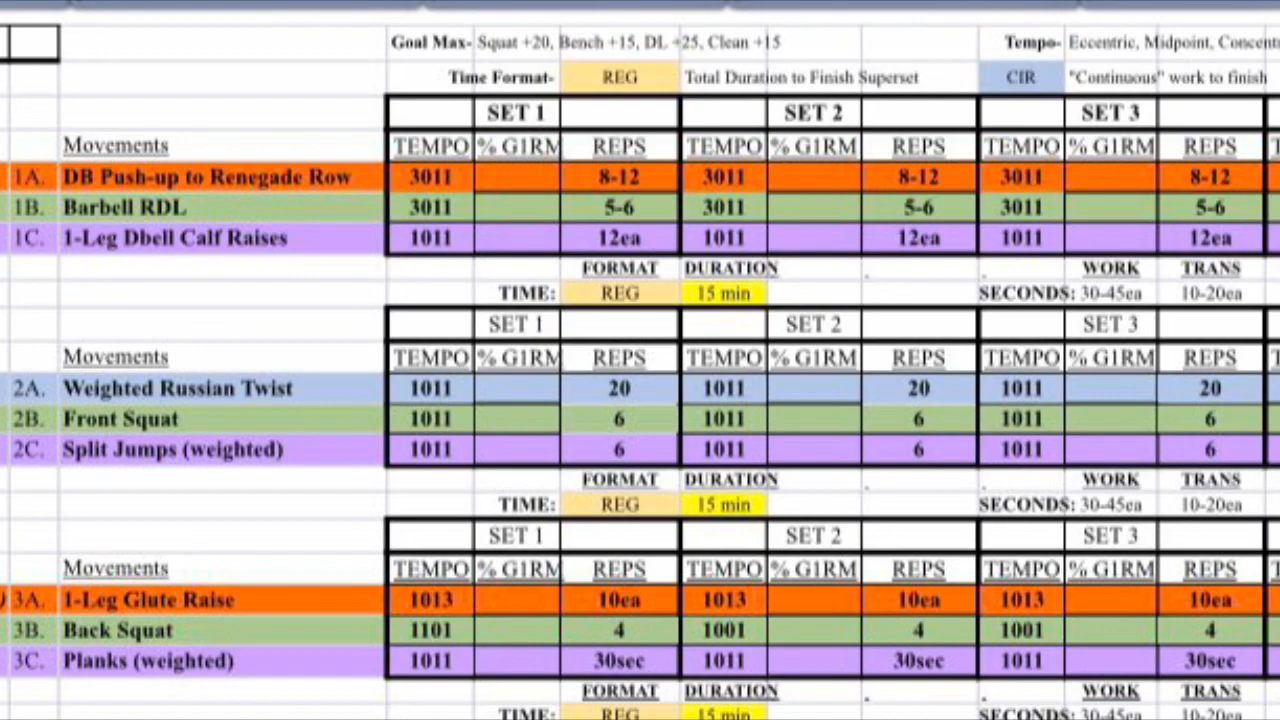 Goal Max- Squat +20, Bench +15, DL +25, Clean +15 Tempo- Eccentric, Midpoint,
Time Format- REG Total Duration to Finish Superset CIR "Continuous" work to finish
SET 1 SET 2 SET 3
Movements TEMPO % G1RM REPS TEMPO % G1RM REPS TEMPO % G1RM REPS
1A. DB Push-up to Renegade Row 3011 8-12 3011 8-12 3011 8-12
1B. Barbell RDL 3011 5-6 3011 5-6 3011 5-6
1C. 1-Leg Dbell Calf Raises 1011 12ea 1011 12ea 1011 12ea
FORMAT DURATION WORK TRANS
TIME: REG 15 min SECONDS: 30-45ea 10-20ea
SET 1 SET 2 SET 3
Movements TEMPO % G1RM REPS TEMPO % G1RM REPS TEMPO % G1RM REPS
2A. Weighted Russian Twist 1011 20 1011 20 1011 20
2B. Front Squat 1011 6 1011 6 1011 6
2C. Split Jumps (weighted) 1011 6 1011 6 1011 6
FORMAT DURATION WORK TRANS
TIME: REG 15 min SECONDS: 30-45ea 10-20ea
SET 1 SET 2 SET 3
Movements TEMPO % G1RM REPS TEMPO % G1RM REPS TEMPO % G1RM REPS
3A. 1-Leg Glute Raise 1013 10ea 1013 10ea 1013 10ea
3B. Back Squat 1101 4 1001 4 1001 4
3C. Planks (weighted) 1011 30sec 1011 30sec 1011 30sec
FORMAT DURATION WORK TRANS
TIME: REG 15 min SECONDS: 30-45ea 10-20ea